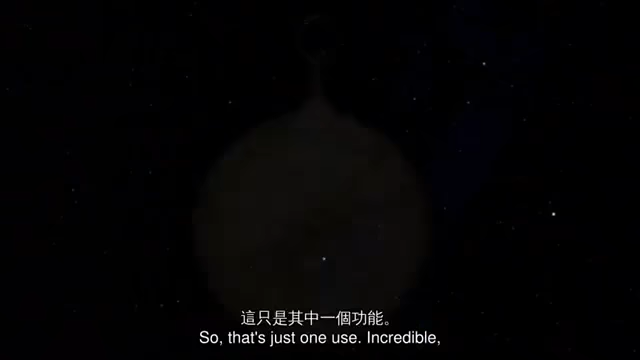 這只是其中一個功能。
So, that's just one use. Incredible,